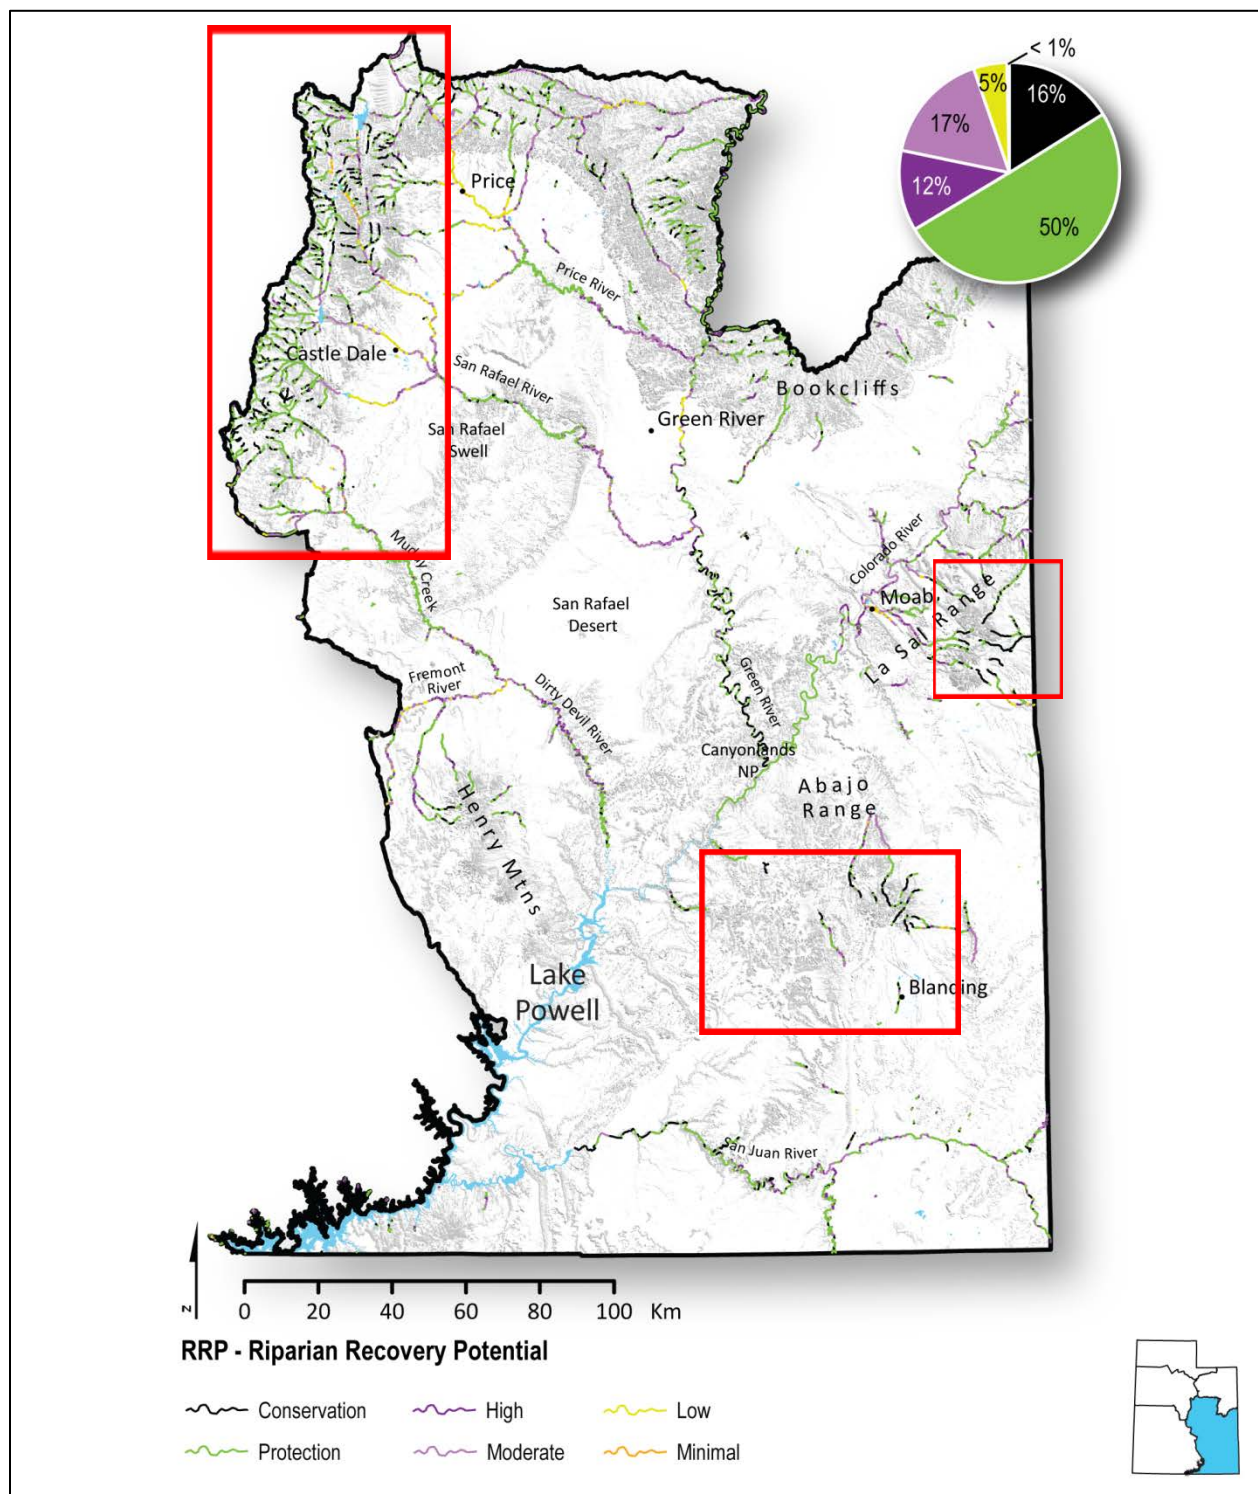 < 1%
5%
16%
17%
12%
50%
Price
Price River
Castle Dale
San Rafael River
Bookcliffs
Green River
San Rafael
Swell
Muddy Creek
Colorado River
Moab
San Rafael
Desert
La Sal Range
Fremont
River
Dirty Devil River
Green River
Canyonlands
NP
Abajo
Range
Henry Mtns
Lake
Powell
Blanding
San Juan River
N
0 20 40 60 80 100 Km
RRP - Riparian Recovery Potential
Conservation High Low
Protection Moderate Minimal